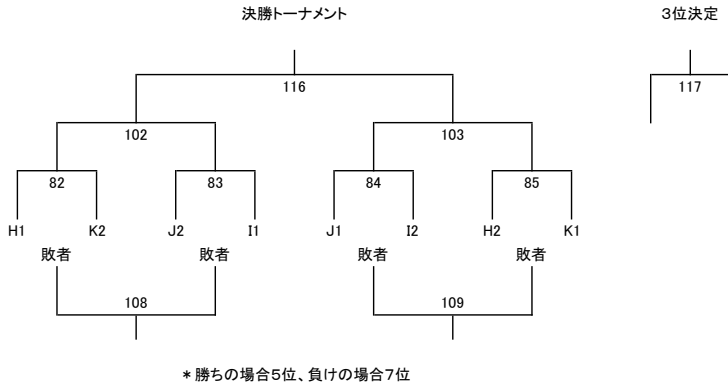 決勝トーナメント 3位決定
116 117
102 103
82 83 84 85
H1 K2 J2 I1 J1 I2 H2 K1
敗者 敗者 敗者 敗者
108 109
*勝ちの場合5位、負けの場合7位